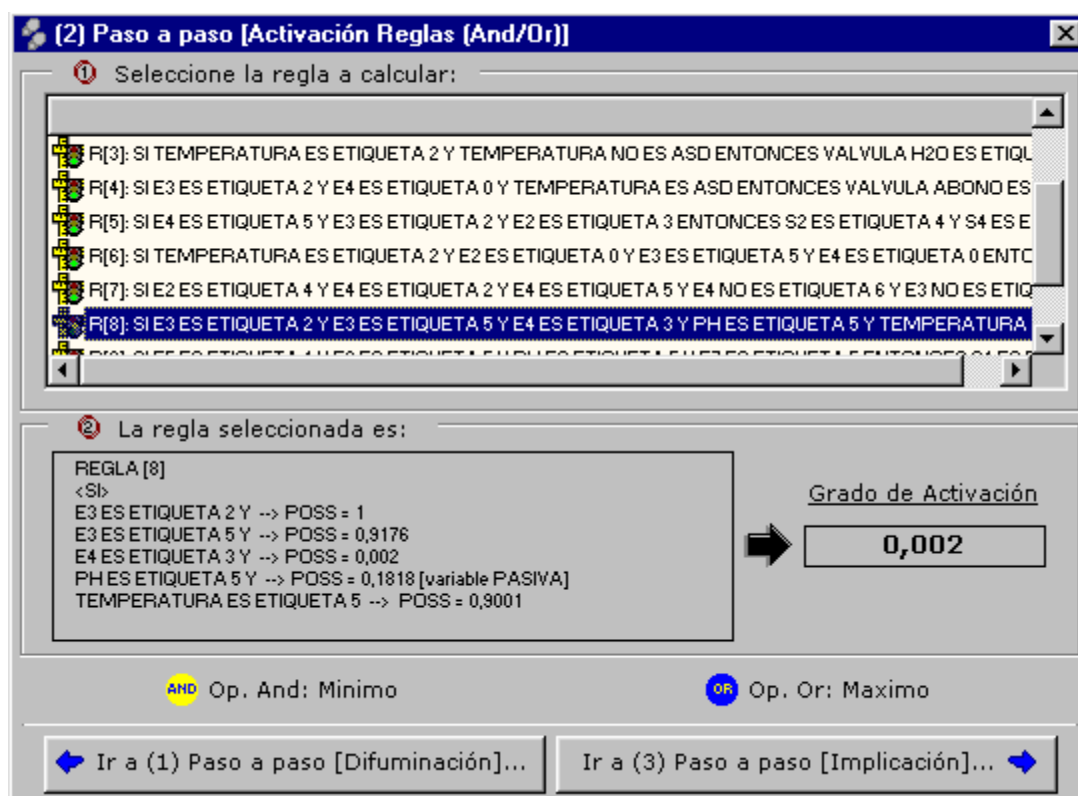 (2) Paso a paso [Activación Reglas (And/Or)]
1 Seleccione la regla a calcular:
R[3]: SI TEMPERATURA ES ETIQUETA 2 Y TEMPERATURA NO ES ASD ENTONCES VALVULA H2O ES ETIQU
R[4]: SI E3 ES ETIQUETA 2 Y E4 ES ETIQUETA 0 Y TEMPERATURA ES ASD ENTONCES VALVULA ABONO ES
R[5]: SI E4 ES ETIQUETA 5 Y E3 ES ETIQUETA 2 Y E2 ES ETIQUETA 3 ENTONCES S2 ES ETIQUETA 4 Y S4 ES E
R[6]: SI TEMPERATURA ES ETIQUETA 2 Y E2 ES ETIQUETA 0 Y E3 ES ETIQUETA 5 Y E4 ES ETIQUETA 0 ENTC
R[7]: SI E2 ES ETIQUETA 4 Y E4 ES ETIQUETA 2 Y E4 ES ETIQUETA 5 Y E4 NO ES ETIQUETA 6 Y E3 NO ES ETIQ
R[8]: SI E3 ES ETIQUETA 2 Y E3 ES ETIQUETA 5 Y E4 ES ETIQUETA 3 Y PH ES ETIQUETA 5 Y TEMPERATURA
2 La regla seleccionada es:
REGLA [8]
<SI>
E3 ES ETIQUETA 2 Y --> POSS = 1
E3 ES ETIQUETA 5 Y --> POSS = 0,9176
E4 ES ETIQUETA 3 Y --> POSS = 0,002
PH ES ETIQUETA 5 Y --> POSS = 0,1818 [variable PASIVA]
TEMPERATURA ES ETIQUETA 5 --> POSS = 0,9001
Grado de Activación
0,002
AND Op. And: Minimo
OR Op. Or: Maximo
Ir a (1) Paso a paso [Difuminación]...
Ir a (3) Paso a paso [Implicación]...